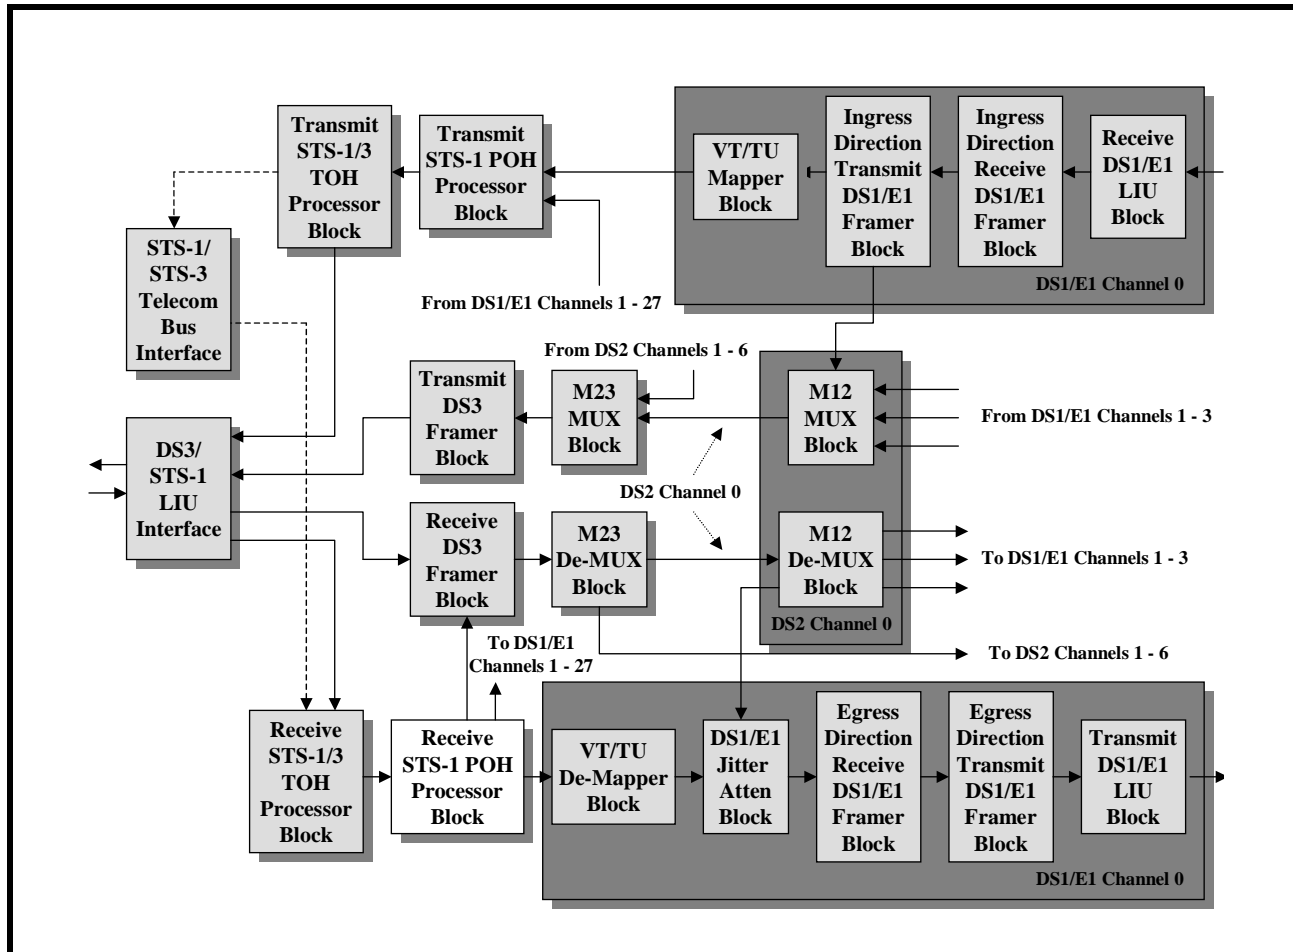 Transmit
STS-1/3
TOH
Processor
Block
Transmit
STS-1 POH
Processor
Block
VT/TU
Mapper
Block
Ingress
Direction
Transmit
DS1/E1
Framer
Block
Ingress
Direction
Receive
DS1/E1
Framer
Block
Receive
DS1/E1
LIU
Block
DS1/E1 Channel 0
STS-1/
STS-3
Telecom
Bus
Interface
From DS1/E1 Channels 1 - 27
From DS2 Channels 1 - 6
Transmit
DS3
Framer
Block
M23
MUX
Block
M12
MUX
Block
From DS1/E1 Channels 1 - 3
DS3/
STS-1
LIU
Interface
DS2 Channel 0
Receive
DS3
Framer
Block
M23
De-MUX
Block
M12
De-MUX
Block
To DS1/E1 Channels 1 - 3
DS2 Channel 0
To DS1/E1
Channels 1 - 27
To DS2 Channels 1 - 6
Receive
STS-1/3
TOH
Processor
Block
Receive
STS-1 POH
Processor
Block
VT/TU
De-Mapper
Block
DS1/E1
Jitter
Atten
Block
Egress
Direction
Receive
DS1/E1
Framer
Block
Egress
Direction
Transmit
DS1/E1
Framer
Block
Transmit
DS1/E1
LIU
Block
DS1/E1 Channel 0